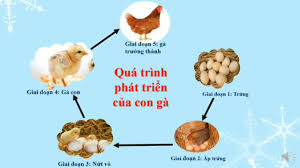 Giai đoạn 5: gà
trưởng thành
Giai đoạn 4: Gà con
Quá trình
phát triển
của con gà
Giai đoạn 1: Trứng
Giai đoạn 2: Ấp trứng
Giai đoạn 3: Nứt vỏ